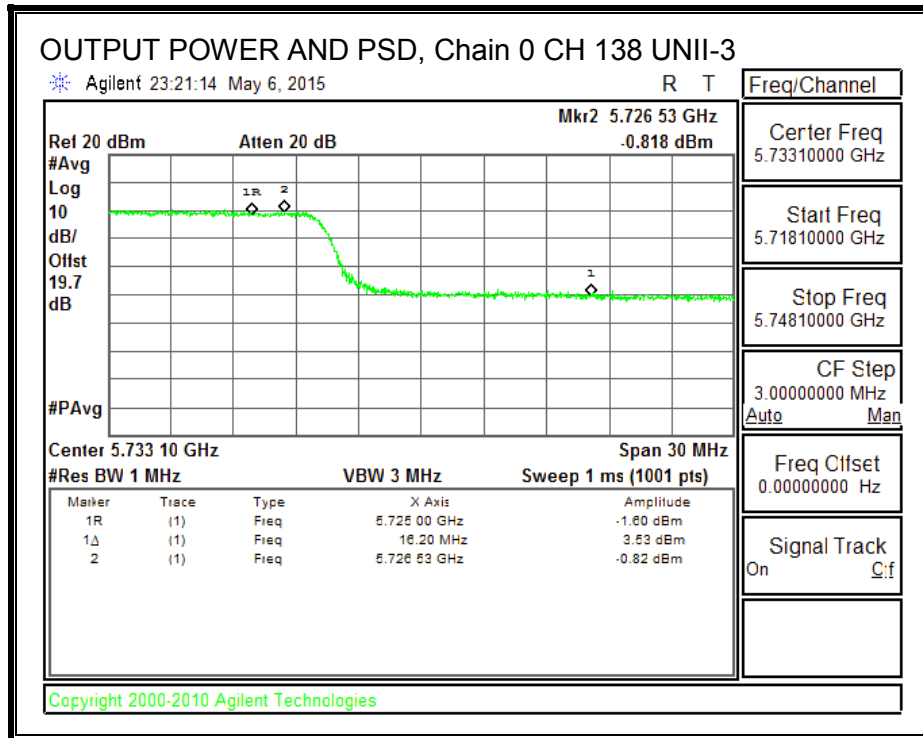 OUTPUT POWER AND PSD, Chain 0 CH 138 UNII-3
Agilent 23:21:14 May 6, 2015 R T
Mkr2 5.726 53 GHz
Ref 20 dBm Atten 20 dB -0.818 dBm
#Avg
Log
10
dB/
Offst
19.7
dB
#PAvg
1R 2
1
Center 5.733 10 GHz Span 30 MHz
#Res BW 1 MHz VBW 3 MHz Sweep 1 ms (1001 pts)
Marker Trace Type X Axis Amplitude
1R (1) Freq 5.725 00 GHz -1.60 dBm
1Δ (1) Freq 16.20 MHz 3.53 dBm
2 (1) Freq 5.726 53 GHz -0.82 dBm
Freq/Channel
Center Freq
5.73310000 GHz
Start Freq
5.71810000 GHz
Stop Freq
5.74810000 GHz
CF Step
3.00000000 MHz
Auto Man
Freq Offset
0.00000000 Hz
Signal Track
On Off
Copyright 2000-2010 Agilent Technologies